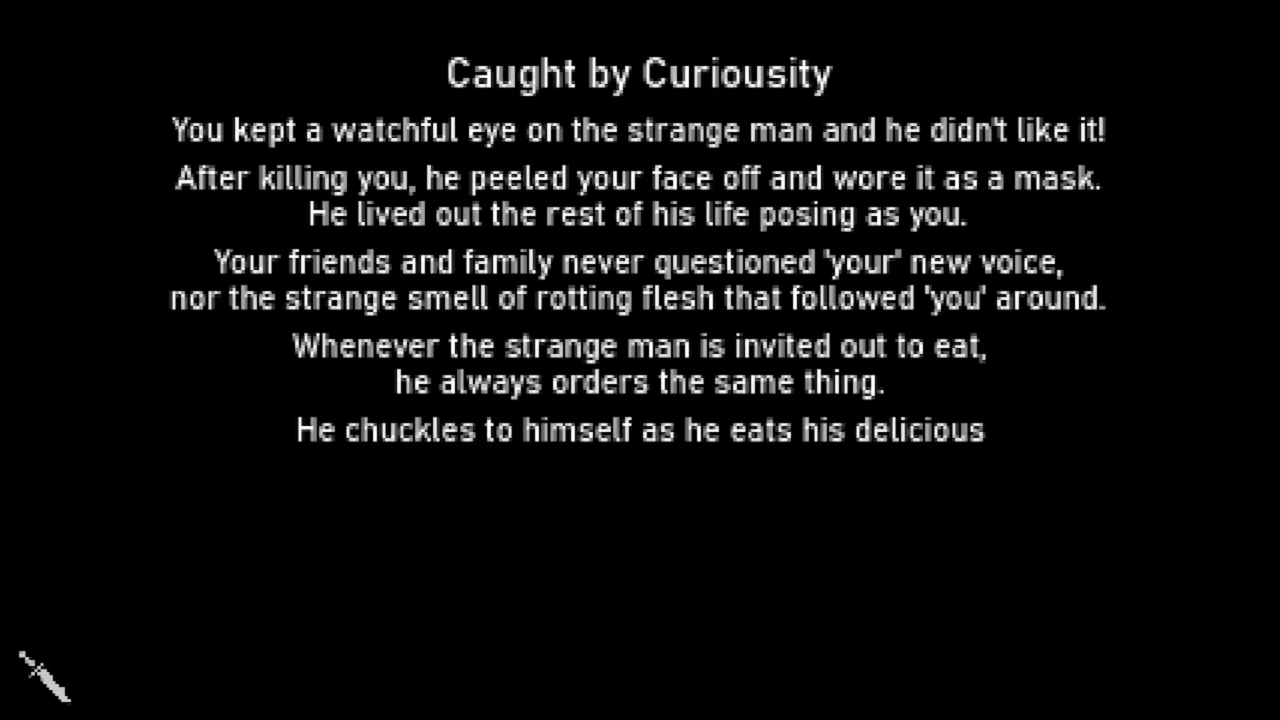 Caught by Curiousity
You kept a watchful eye on the strange man and he didn't like it!
After killing you, he peeled your face off and wore it as a mask.
He lived out the rest of his life posing as you.
Your friends and family never questioned 'your' new voice,
nor the strange smell of rotting flesh that followed 'you' around.
Whenever the strange man is invited out to eat,
he always orders the same thing.
He chuckles to himself as he eats his delicious